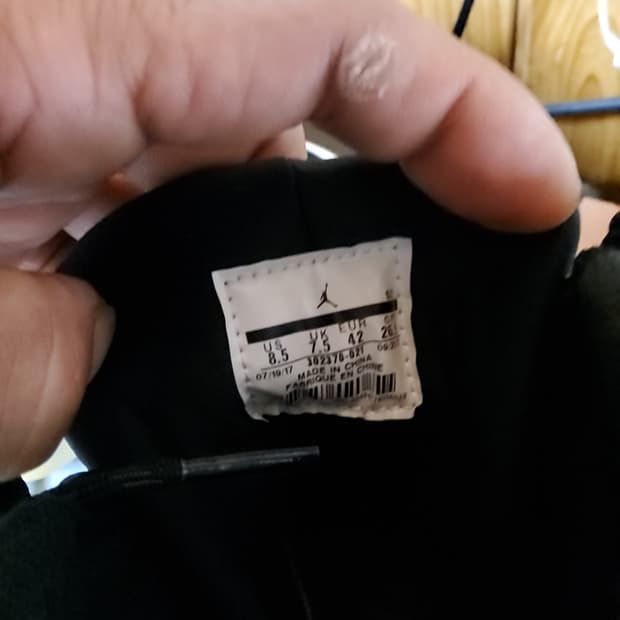 US UK EUR
8.5 7.5 42 26
302370-021
07/19/17
MADE IN CHINA
FABRIQUE EN CHINE